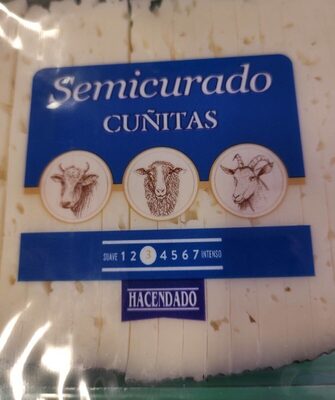 Semicurado
CUÑITAS
SUAVE 1 2 3 4 5 6 7 INTENSO
HACENDADO